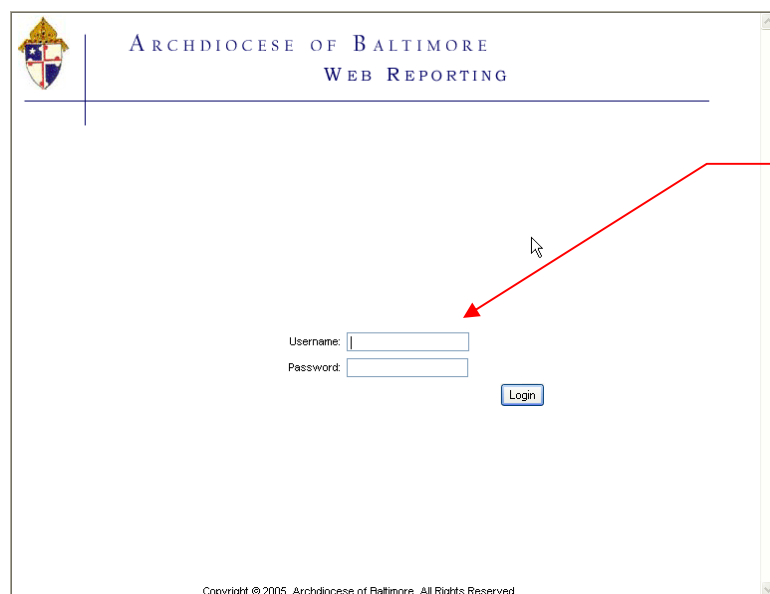 ARCHDIOCESE OF BALTIMORE
WEB REPORTING
Username:
Password:
Login
Copyright © 2005, Archdiocese of Baltimore, All Rights Reserved